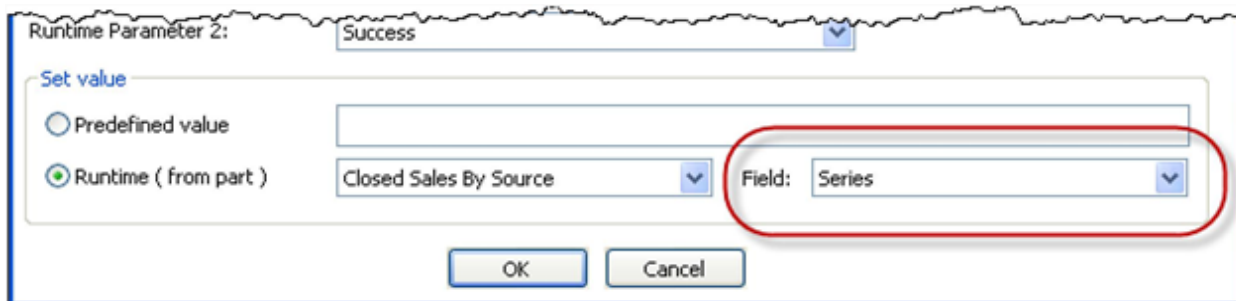 Runtime Parameter 2: Success
Set value
Predefined value
Runtime ( from part ) Closed Sales By Source Field: Series
OK Cancel